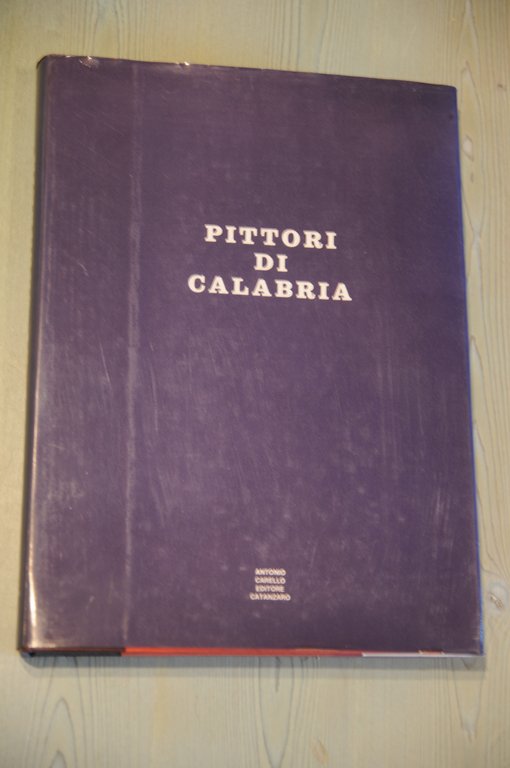 PITTORI
DI
CALABRIA
ANTONIO
CARELLO
EDITORE
CATANZARO